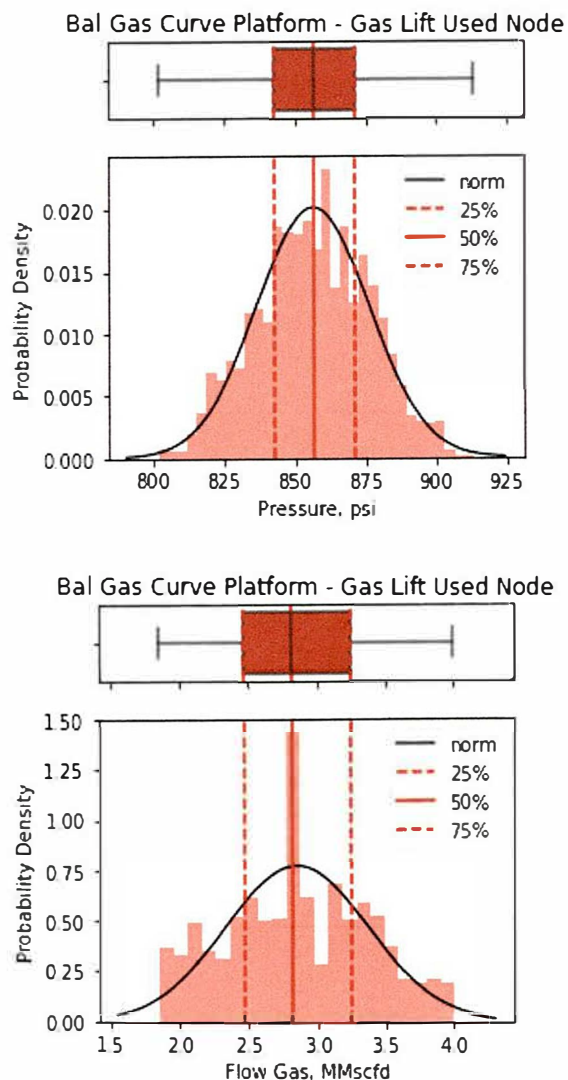 Bal Gas Curve Platform - Gas Lift Used Node
norm
25%
50%
75%
0.020
0.015
0.010
0.005
0.000
Probability Density
800 825 850 875 900 925
Pressure, psi
Bal Gas Curve Platform - Gas Lift Used Node
norm
25%
50%
75%
1.50
1.25
1.00
0.75
0.50
0.25
0.00
Probability Density
1.5 2.0 2.5 3.0 3.5 4.0
Flow Gas, MMscfd